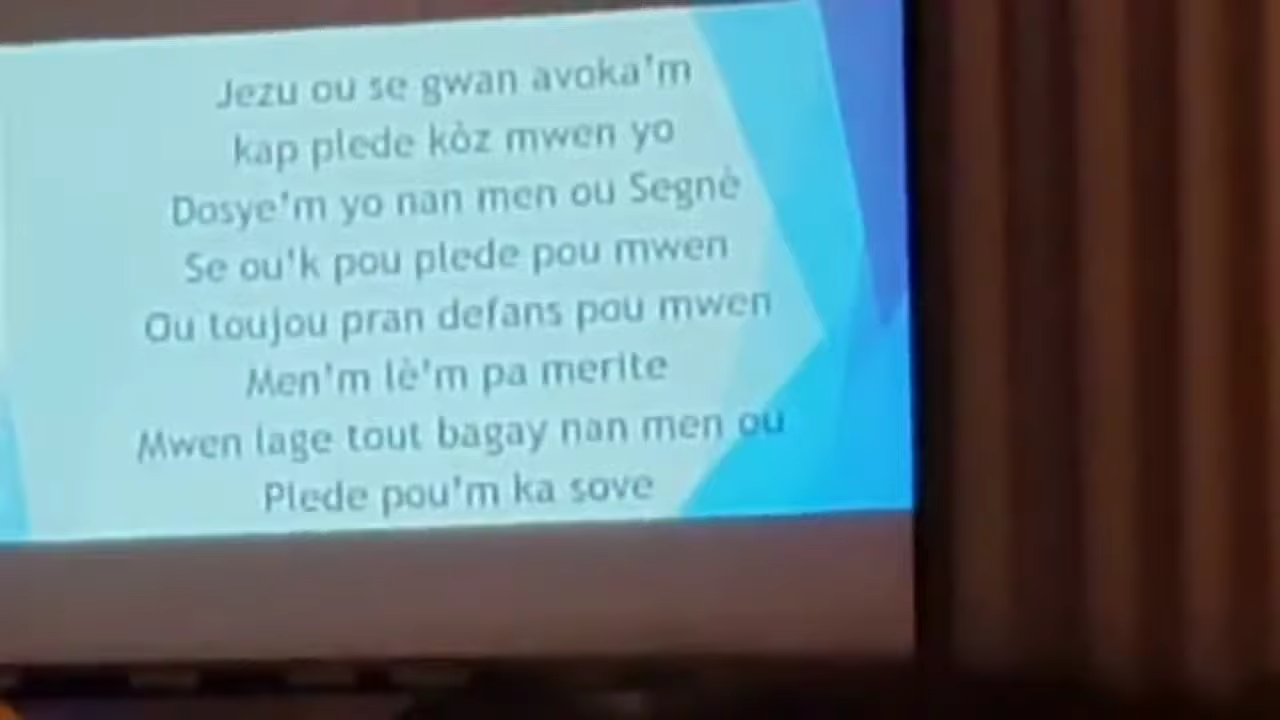 Jezu ou se gwan avoka'm
kap plede kòz mwen yo
Dosye'm yo nan men ou Segnè
Se ou'k pou plede pou mwen
Ou toujou pran defans pou mwen
Men'm lè'm pa merite
Mwen lage tout bagay nan men ou
Plede pou'm ka sove